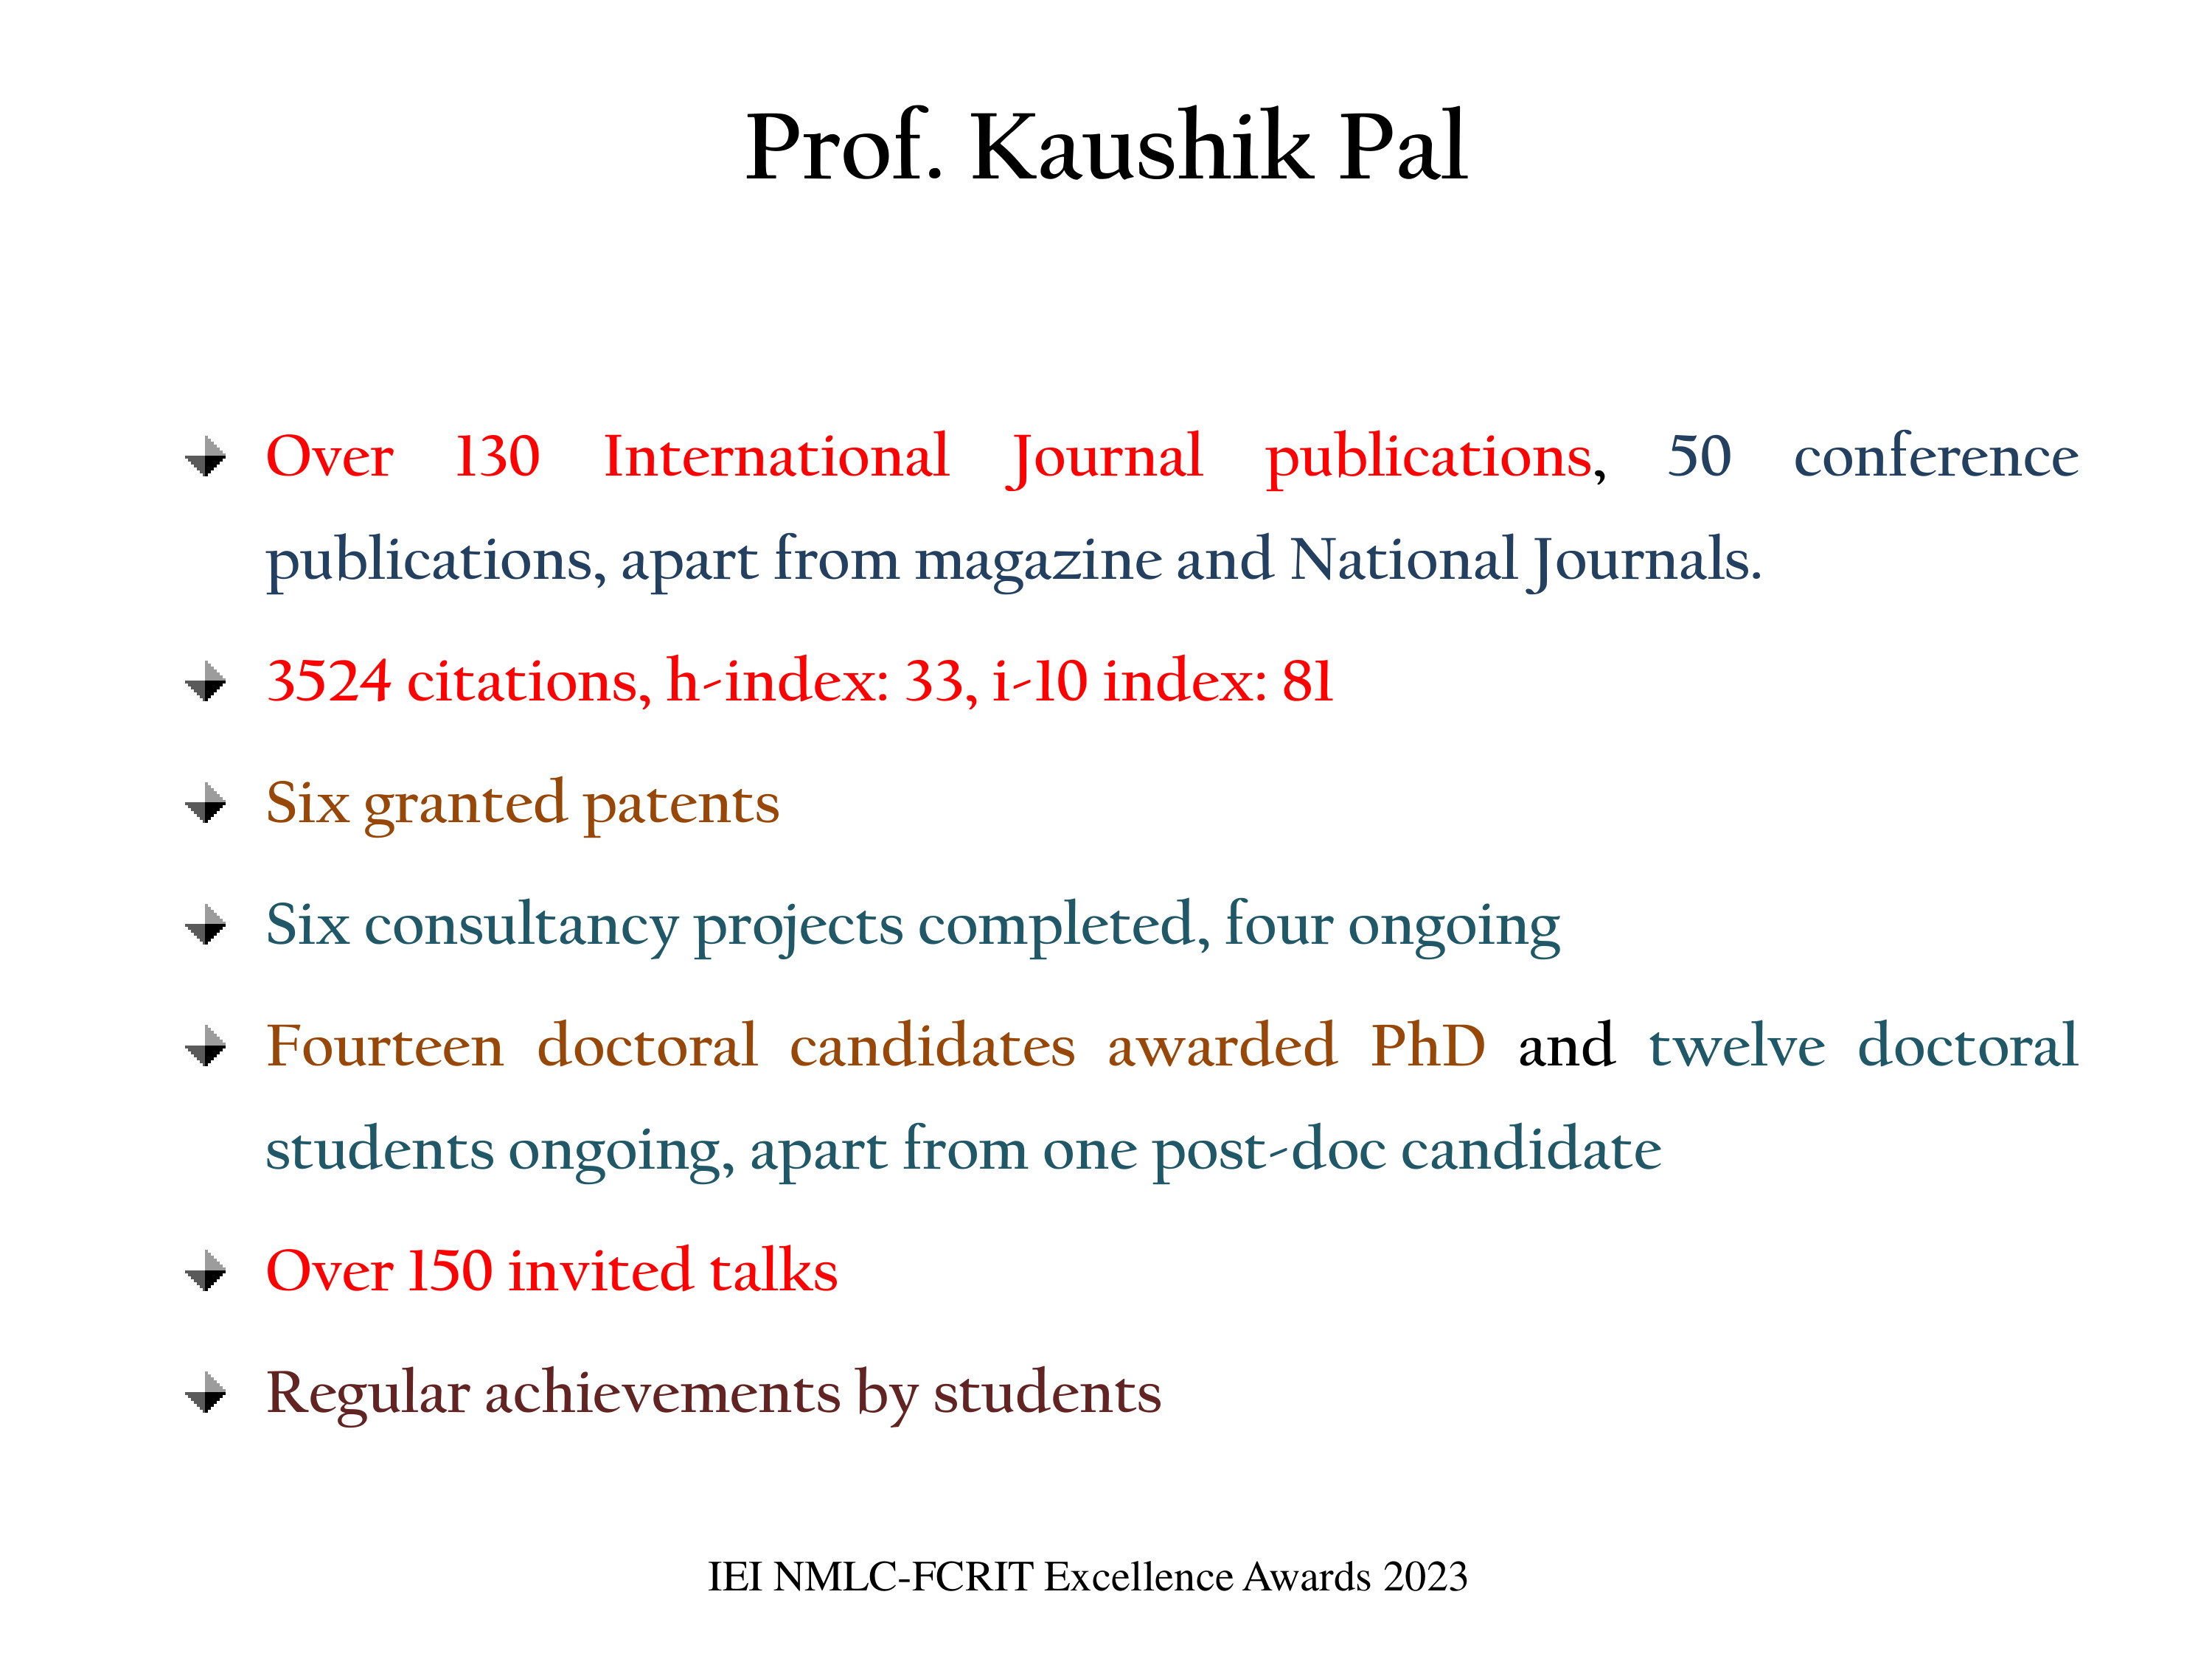 Prof. Kaushik Pal
Over 130 International Journal publications, 50 conference
publications, apart from magazine and National Journals.
3524 citations, h-index: 33, i-10 index: 81
Six granted patents
Six consultancy projects completed, four ongoing
Fourteen doctoral candidates awarded PhD and twelve doctoral
students ongoing, apart from one post-doc candidate
Over 150 invited talks
Regular achievements by students
IEI NMLC-FCRIT Excellence Awards 2023